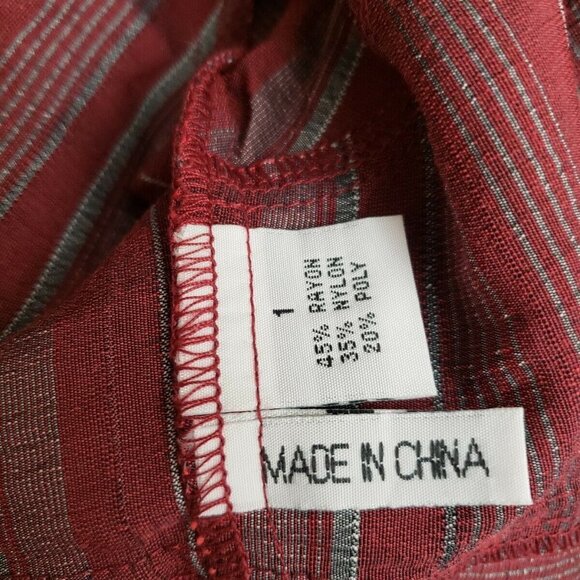 1
45% RAYON
35% NYLON
20% POLY
MADE IN CHINA